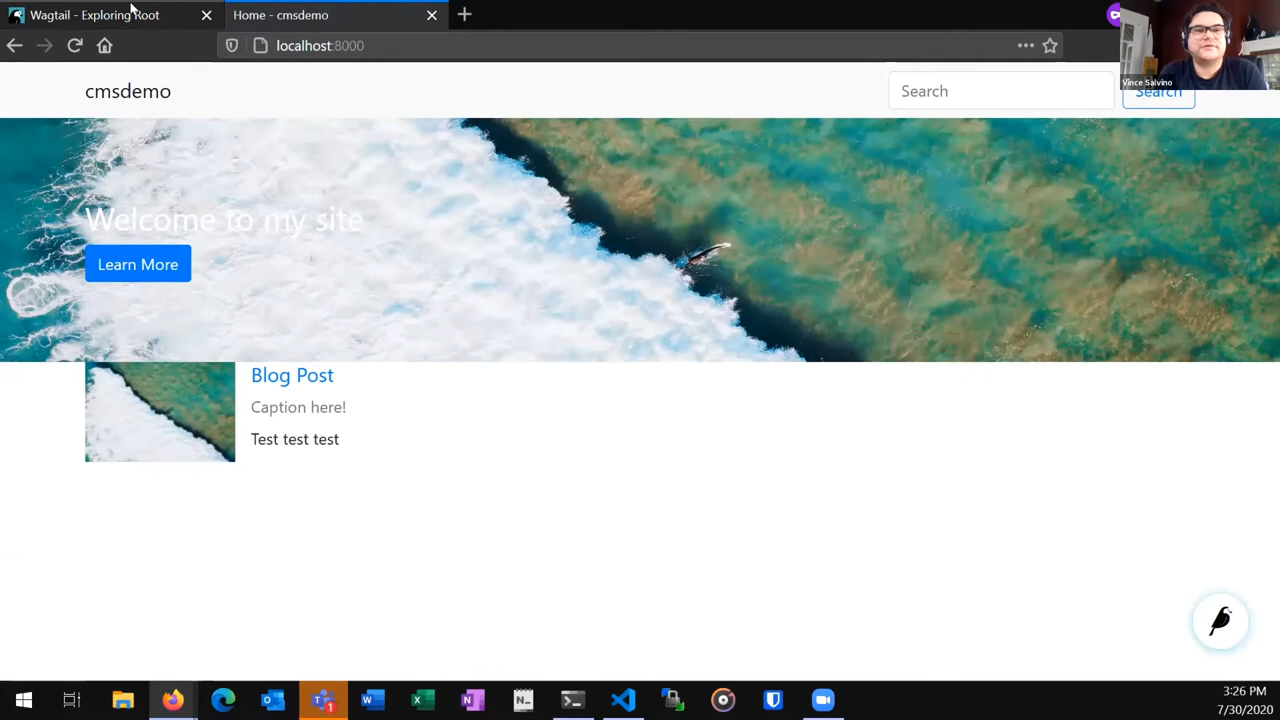 Wagtail - Exploring Root
Home - cmsdemo
localhost:8000
Vince Salvino
cmsdemo
Search
Search
Welcome to my site
Learn More
Blog Post
Caption here!
Test test test
1
3:26 PM
7/30/2020